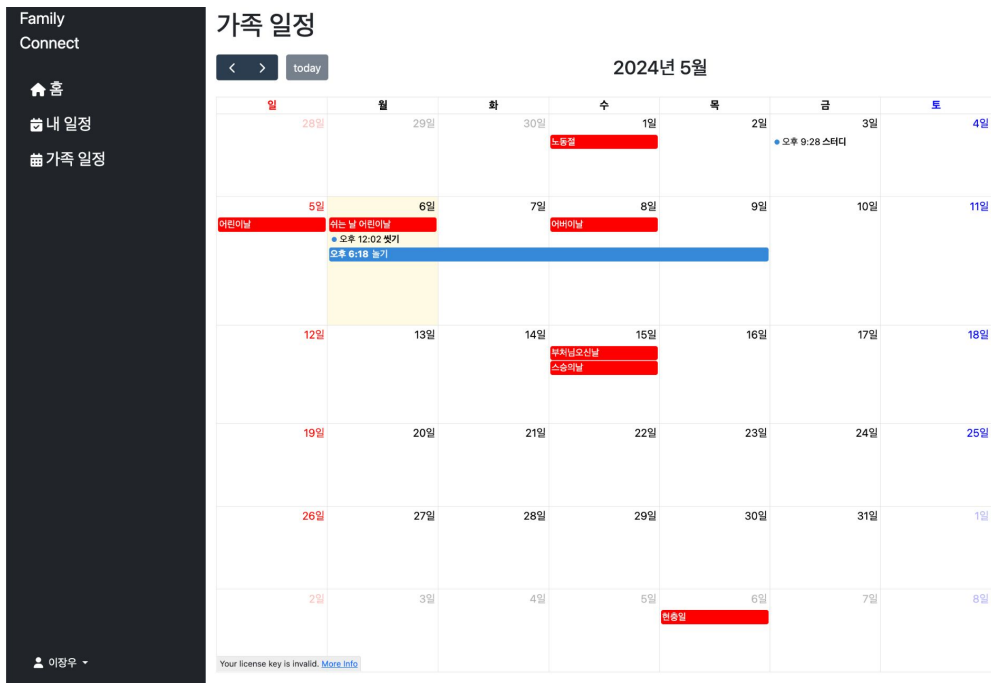 Family
Connect
홈
내 일정
가족 일정
이장우
가족 일정
today
2024년 5월
일 월 화 수 목 금 토
28일 29일 30일 1일 2일 3일 4일
노동절
오후 9:28 스터디
5일 6일 7일 8일 9일 10일 11일
어린이날 쉬는 날 어린이날 어버이날
오후 12:02 씻기
오후 6:18 놀기
12일 13일 14일 15일 16일 17일 18일
부처님오신날
스승의날
19일 20일 21일 22일 23일 24일 25일
26일 27일 28일 29일 30일 31일 1일
2일 3일 4일 5일 6일 7일 8일
현충일
Your license key is invalid. More Info